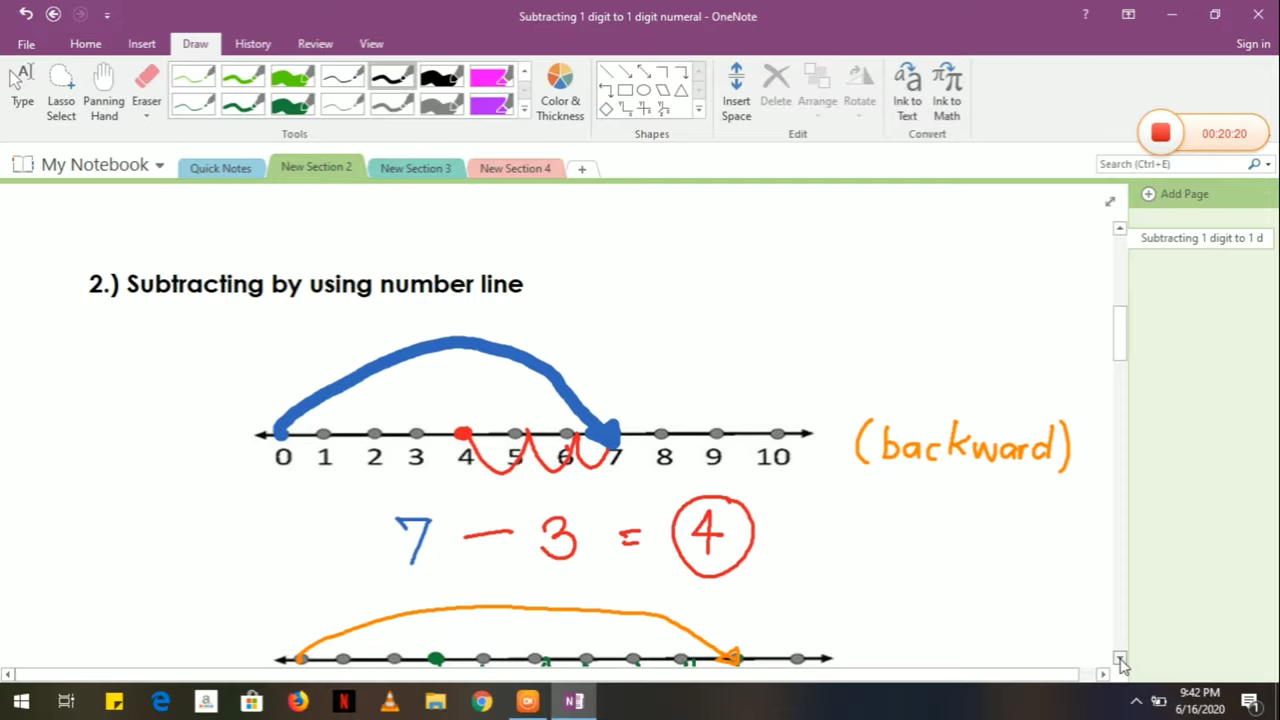 Subtracting 1 digit to 1 digit numeral - OneNote
?
File Home Insert Draw History Review View
Sign in
Type
Lasso Select
Panning Hand
Eraser
Color & Thickness
Insert Space
Delete
Arrange
Rotate
Ink to Text
Ink to Math
Tools
Shapes
Edit
Convert
00:20:20
My Notebook
Quick Notes
New Section 2
New Section 3
New Section 4
Search (Ctrl+E)
Add Page
Subtracting 1 digit to 1 d
2.) Subtracting by using number line
0 1 2 3 4 5 6 7 8 9 10
(backward)
7 − 3 = 4
9:42 PM
6/16/2020